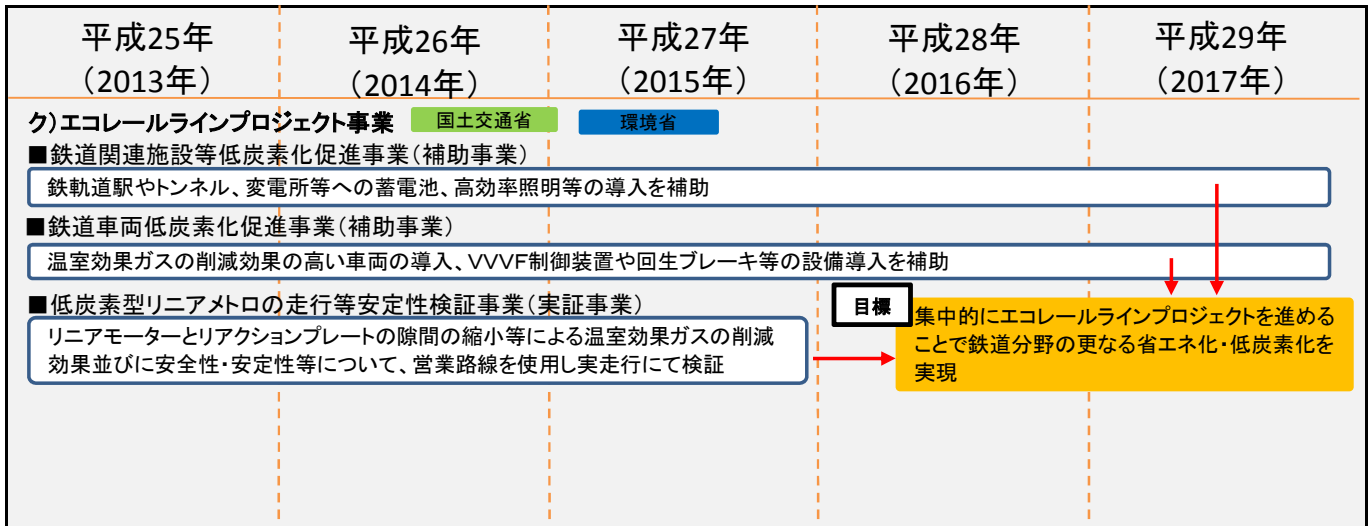 平成25年
（2013年）
平成26年
（2014年）
平成27年
（2015年）
平成28年
（2016年）
平成29年
（2017年）
ク）エコレールラインプロジェクト事業 国土交通省 環境省
■鉄道関連施設等低炭素化促進事業（補助事業）
鉄軌道駅やトンネル、変電所等への蓄電池、高効率照明等の導入を補助
■鉄道車両低炭素化促進事業（補助事業）
温室効果ガスの削減効果の高い車両の導入、VVVF制御装置や回生ブレーキ等の設備導入を補助
■低炭素型リニアメトロの走行等安定性検証事業（実証事業）
リニアモーターとリアクションプレートの隙間の縮小等による温室効果ガスの削減
効果並びに安全性・安定性等について、営業路線を使用し実走行にて検証
目標
集中的にエコレールラインプロジェクトを進める
ことで鉄道分野の更なる省エネ化・低炭素化を
実現